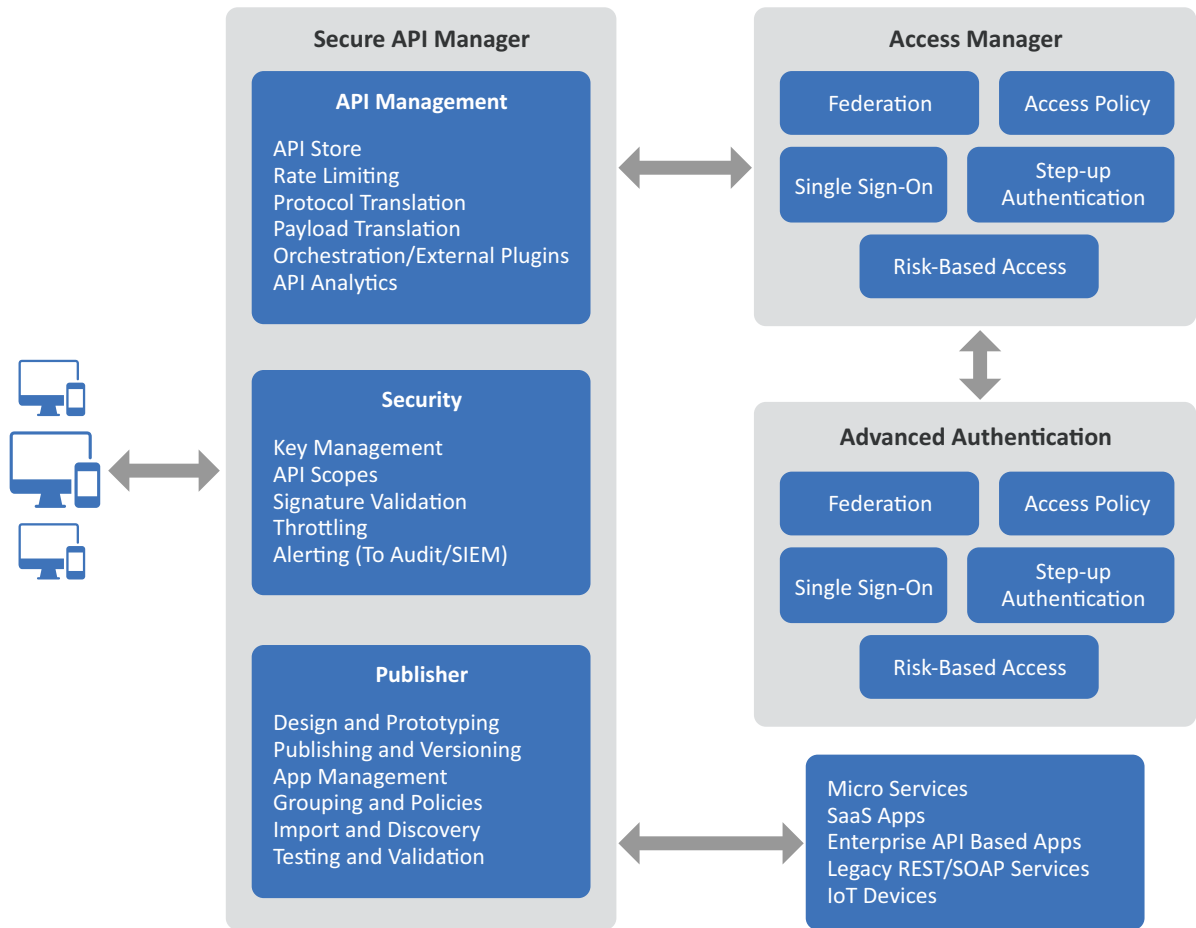 Secure API Manager
API Management
API Store
Rate Limiting
Protocol Translation
Payload Translation
Orchestration/External Plugins
API Analytics
Security
Key Management
API Scopes
Signature Validation
Throttling
Alerting (To Audit/SIEM)
Publisher
Design and Prototyping
Publishing and Versioning
App Management
Grouping and Policies
Import and Discovery
Testing and Validation
Access Manager
Federation
Access Policy
Single Sign-On
Step-up
Authentication
Risk-Based Access
Advanced Authentication
Federation
Access Policy
Single Sign-On
Step-up
Authentication
Risk-Based Access
Micro Services
SaaS Apps
Enterprise API Based Apps
Legacy REST/SOAP Services
IoT Devices